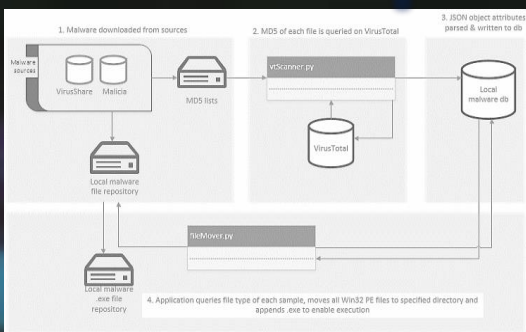 1. Malware downloaded from sources
2. MD5 of each file is queried on VirusTotal
3. JSON object attributes
parsed & written to db
Malware
sources
VirusShare
Malicia
MD5 lists
vtScanner.py
VirusTotal
Local
malware db
Local malware
file repository
fileMover.py
Local malware
.exe file
repository
4. Application queries file type of each sample, moves all Win32 PE files to specified directory and
appends .exe to enable execution